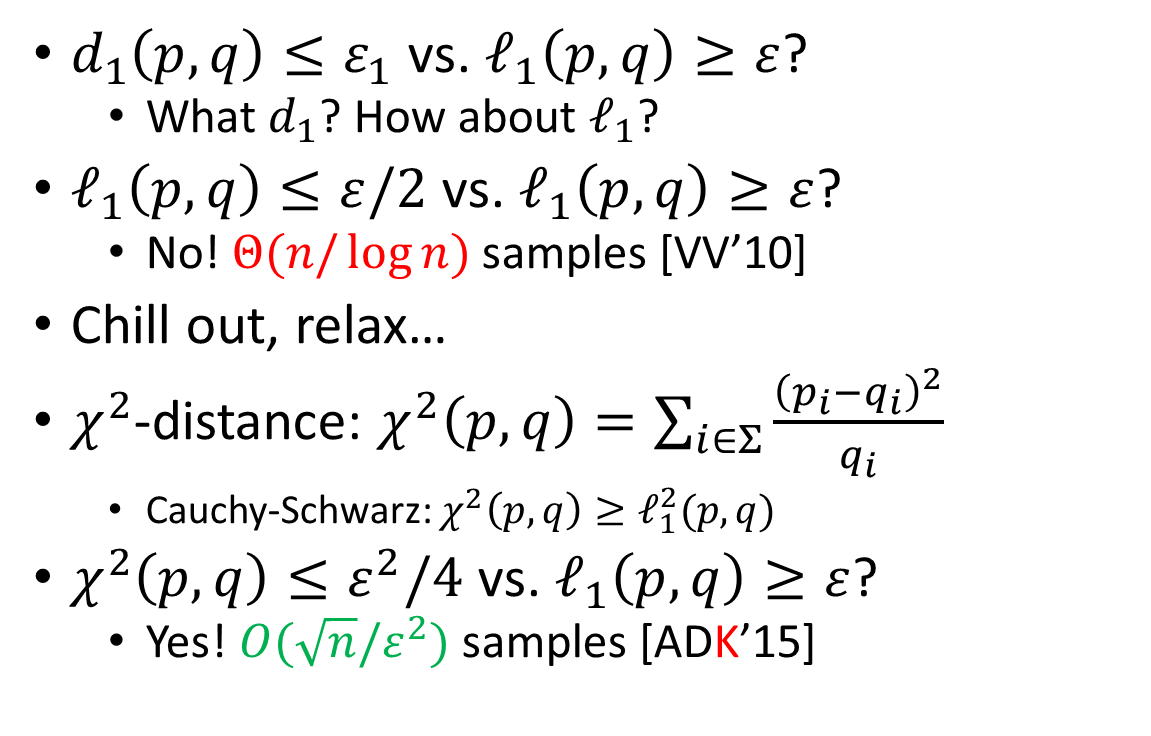 • d₁(p, q) ≤ ε₁ vs. ℓ₁(p, q) ≥ ε?
• What d₁? How about ℓ₁?
• ℓ₁(p, q) ≤ ε/2 vs. ℓ₁(p, q) ≥ ε?
• No! Θ(n/ log n) samples [VV’10]
• Chill out, relax…
• χ²-distance: χ²(p, q) = ∑_{i∈Σ} (pᵢ−qᵢ)²/qᵢ
• Cauchy-Schwarz: χ²(p, q) ≥ ℓ₁²(p, q)
• χ²(p, q) ≤ ε²/4 vs. ℓ₁(p, q) ≥ ε?
• Yes! O(√n/ε²) samples [ADK’15]